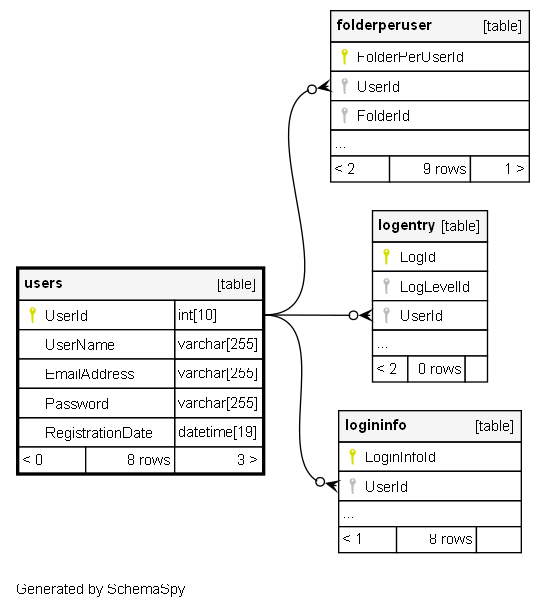 folderperuser [table]
FolderPerUserId
UserId
FolderId
...
< 2 9 rows 1 >
logentry [table]
LogId
LogLevelId
UserId
...
< 2 0 rows
users [table]
UserId int[10]
UserName varchar[255]
EmailAddress varchar[255]
Password varchar[255]
RegistrationDate datetime[19]
< 0 8 rows 3 >
logininfo [table]
LoginInfoId
UserId
...
< 1 8 rows
Generated by SchemaSpy